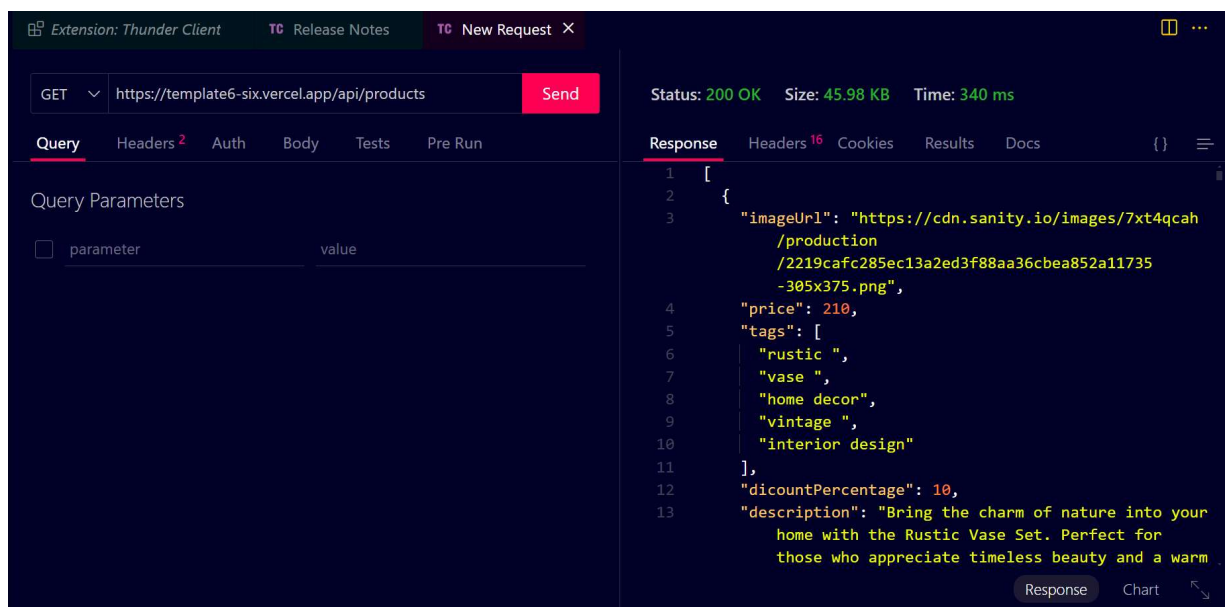 Extension: Thunder Client TC Release Notes TC New Request ✕ ...
GET https://template6-six.vercel.app/api/products Send
Query Headers 2 Auth Body Tests Pre Run
Query Parameters
parameter value
Status: 200 OK Size: 45.98 KB Time: 340 ms
Response Headers 16 Cookies Results Docs {}
1 [
2 {
3 "imageUrl": "https://cdn.sanity.io/images/7xt4qcah
/production
/2219cafc285ec13a2ed3f88aa36cbea852a11735
-305x375.png",
4 "price": 210,
5 "tags": [
6 "rustic ",
7 "vase ",
8 "home decor",
9 "vintage ",
10 "interior design"
11 ],
12 "dicountPercentage": 10,
13 "description": "Bring the charm of nature into your
home with the Rustic Vase Set. Perfect for
those who appreciate timeless beauty and a warm
Response Chart